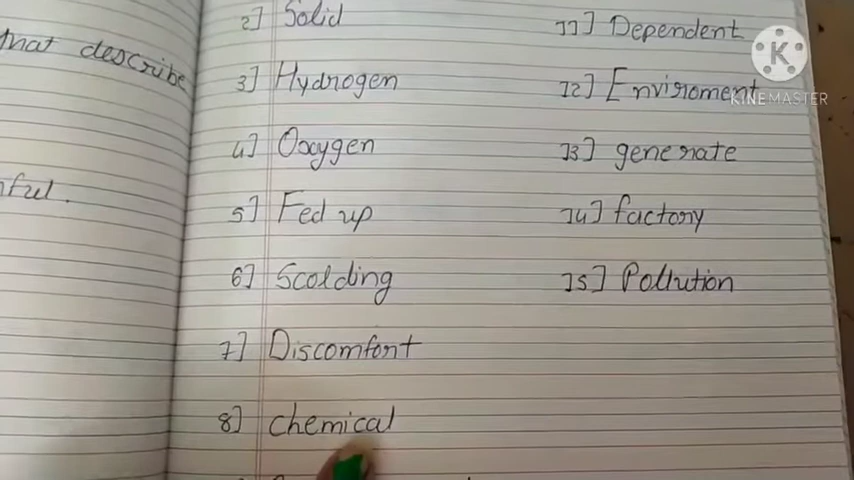 that describe
ful.
2] Solid
3] Hydrogen
4] Oxygen
5] Fed up
6] Scolding
7] Discomfort
8] chemical
11] Dependent
12] Enviroment
13] generate
14] factory
15] Pollution
KINEMASTER